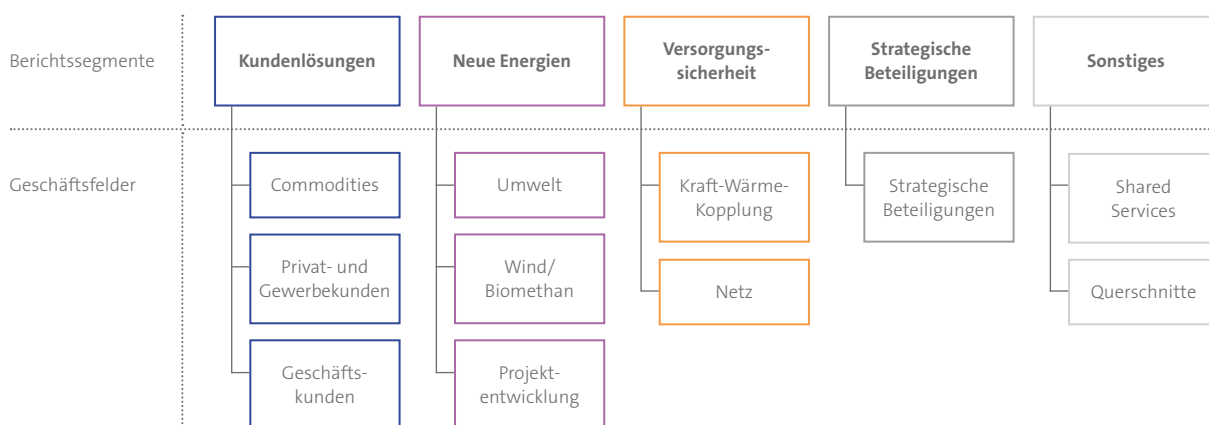 Berichtssegmente
Kundenlösungen
Neue Energien
Versorgungs-
sicherheit
Strategische
Beteiligungen
Sonstiges
Geschäftsfelder
Commodities
Privat- und
Gewerbekunden
Geschäfts-
kunden
Umwelt
Wind/
Biomethan
Projekt-
entwicklung
Kraft-Wärme-
Kopplung
Netz
Strategische
Beteiligungen
Shared
Services
Querschnitte